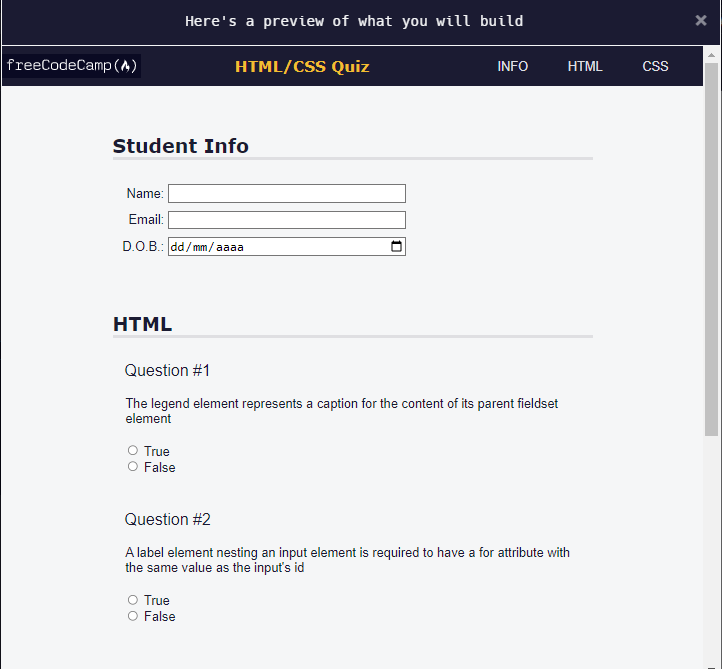 Here's a preview of what you will build
freeCodeCamp HTML/CSS Quiz INFO HTML CSS
Student Info
Name:
Email:
D.O.B.: dd/mm/aaaa
HTML
Question #1
The legend element represents a caption for the content of its parent fieldset
element
True
False
Question #2
A label element nesting an input element is required to have a for attribute with
the same value as the input's id
True
False